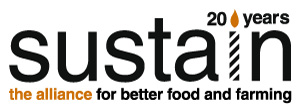 20 years
sustain
the alliance for better food and farming